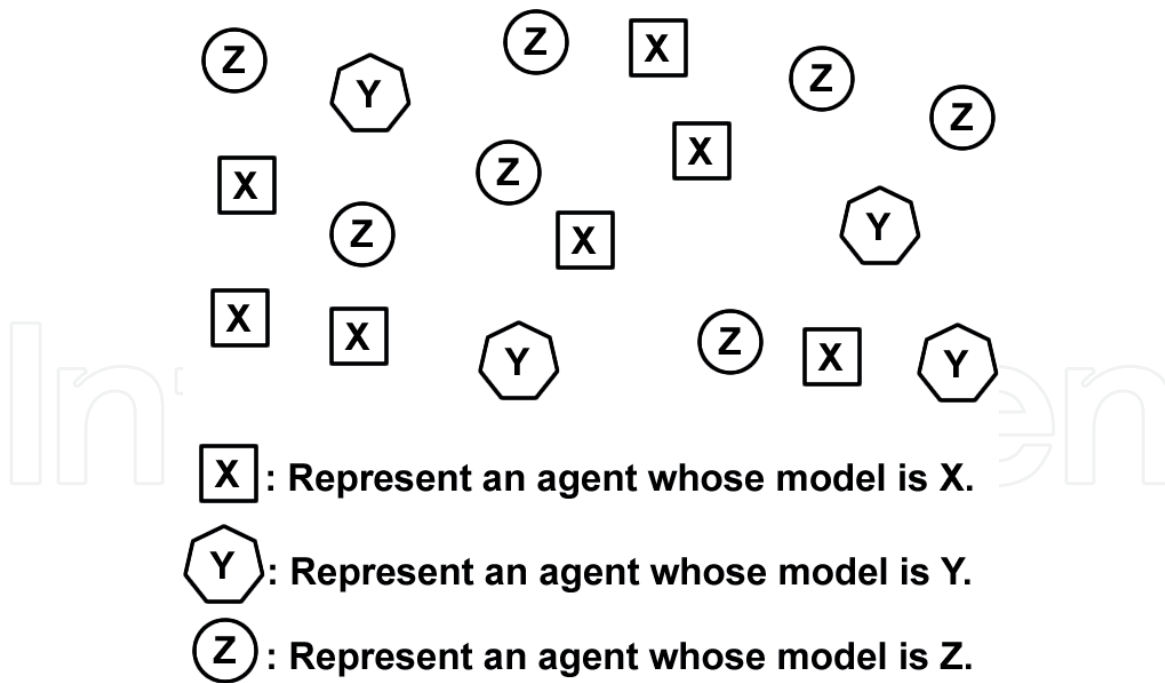 Z
Z
X
Y
Z
Z
X
Z
X
Z
X
Y
X
X
Y
Z
X
Y
X : Represent an agent whose model is X.
Y : Represent an agent whose model is Y.
Z : Represent an agent whose model is Z.